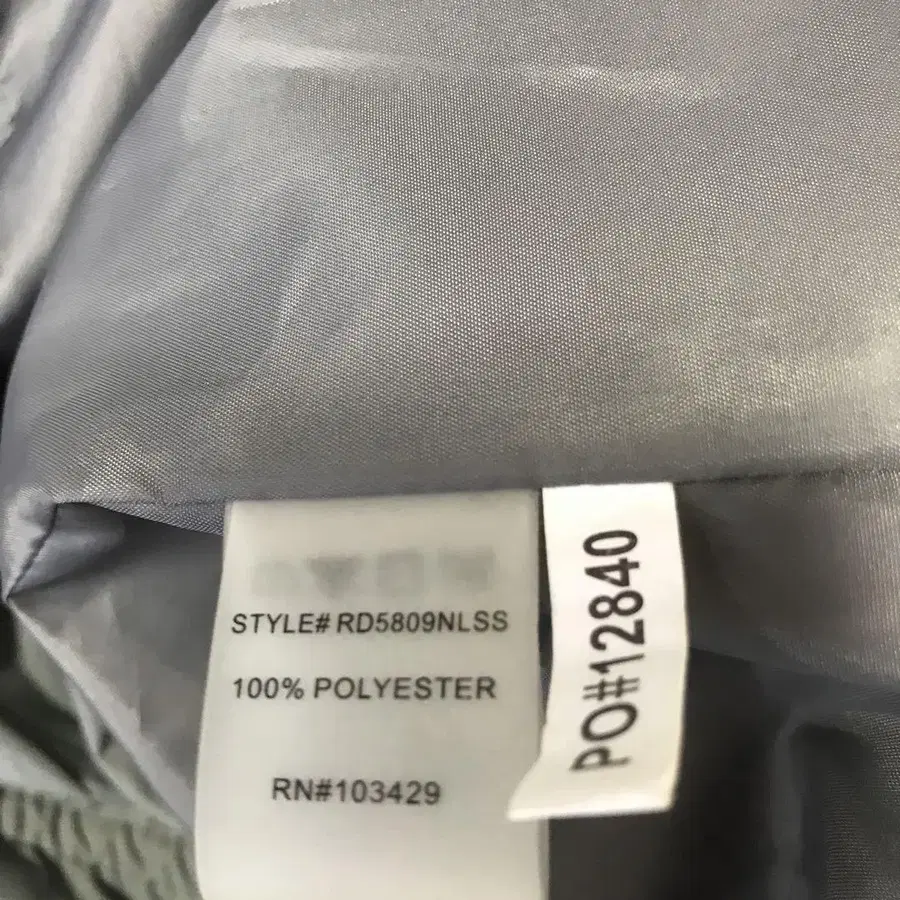 STYLE# RD5809NLSS
100% POLYESTER
RN#103429
PO#12840